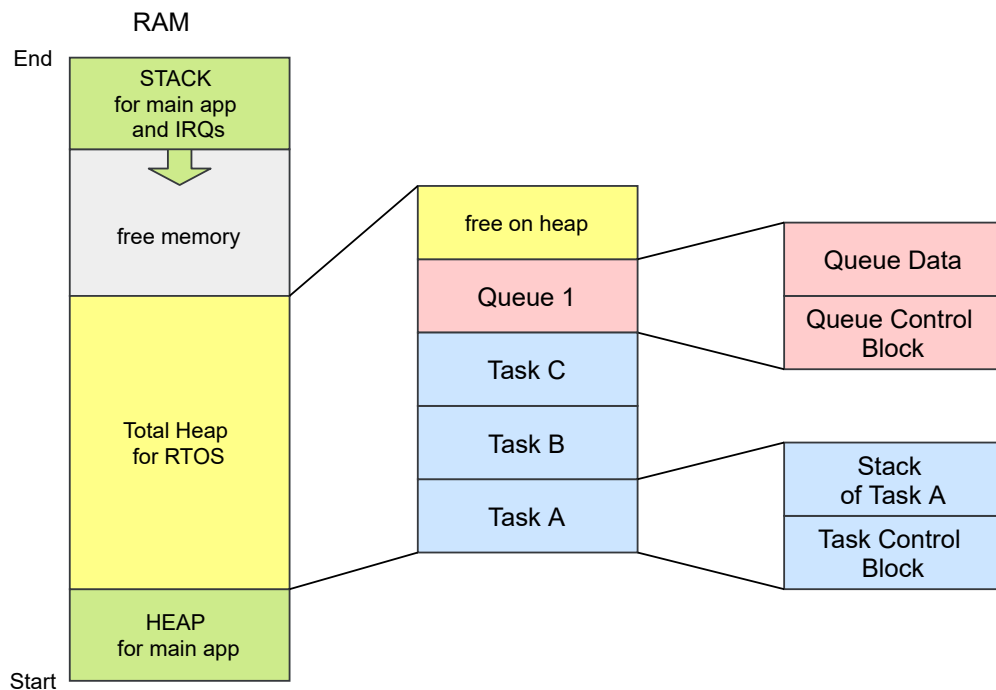 RAM
End
STACK
for main app
and IRQs
free memory
Total Heap
for RTOS
HEAP
for main app
Start
free on heap
Queue 1
Task C
Task B
Task A
Queue Data
Queue Control
Block
Stack
of Task A
Task Control
Block